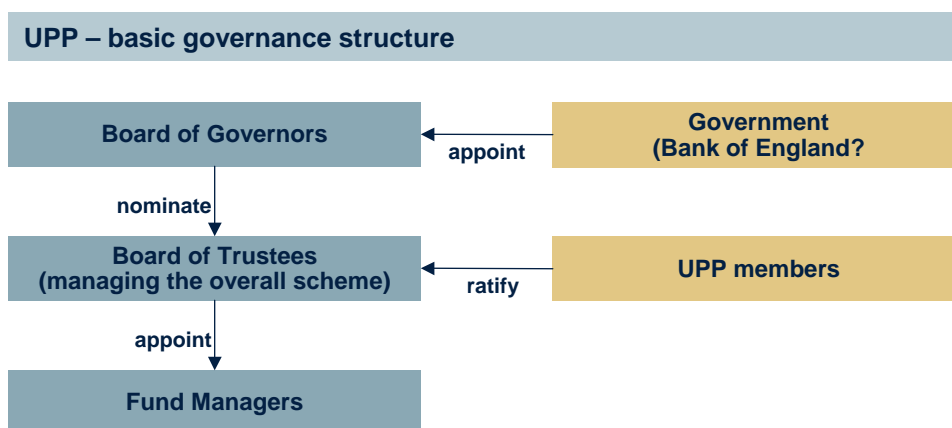 UPP – basic governance structure
Board of Governors
Government
(Bank of England?
appoint
nominate
Board of Trustees
(managing the overall scheme)
UPP members
ratify
appoint
Fund Managers